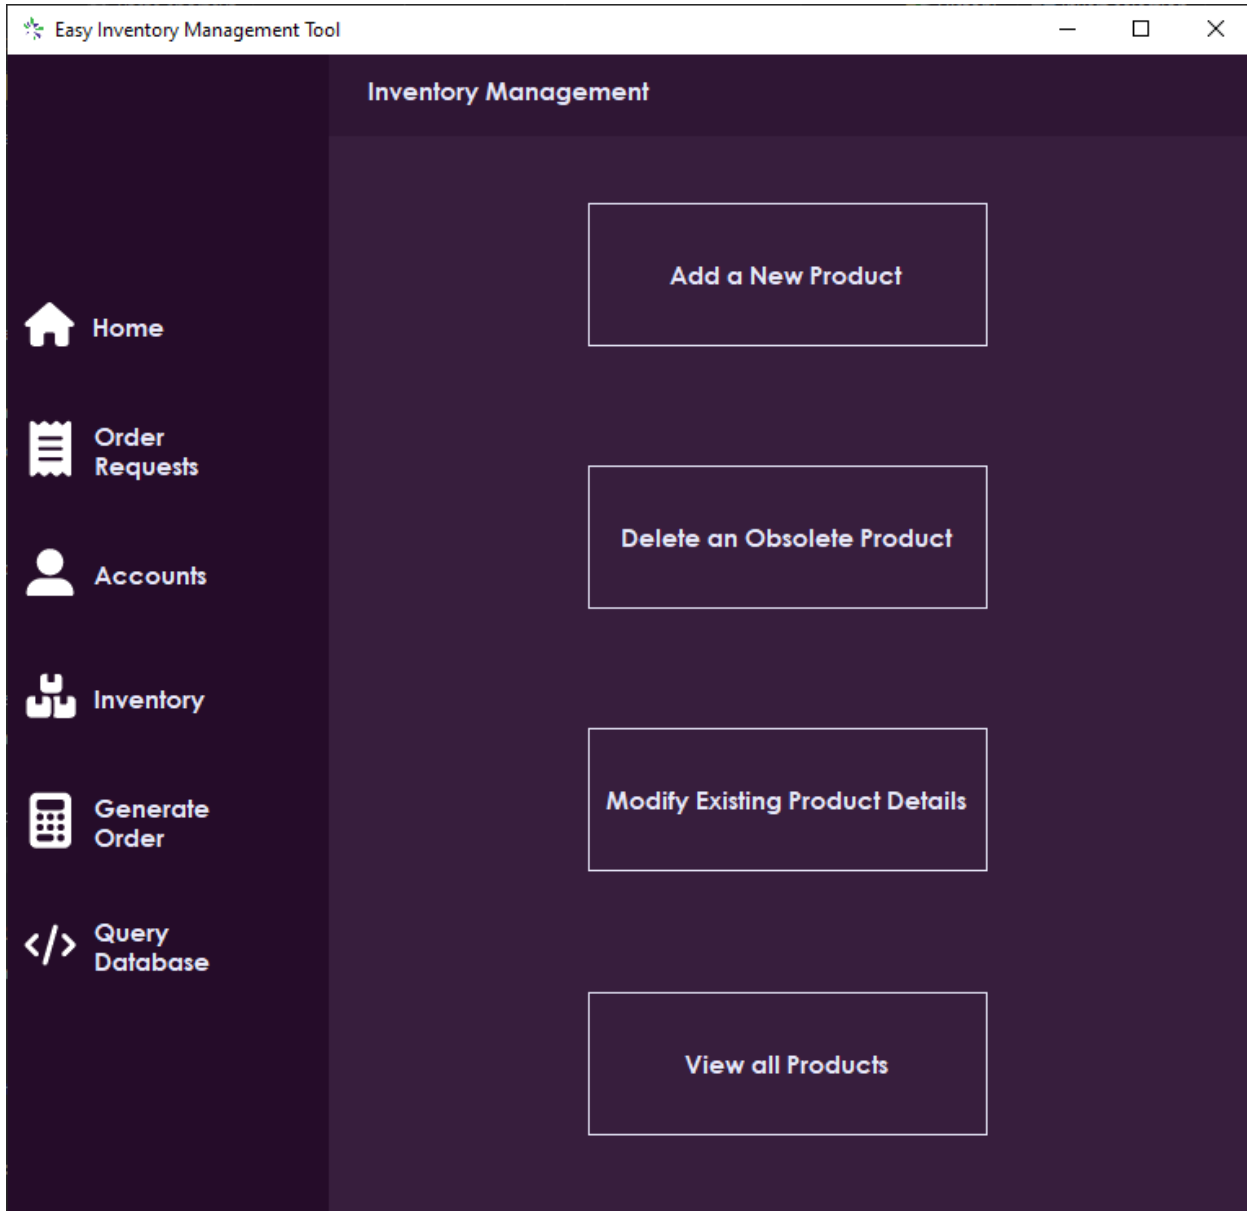 Easy Inventory Management Tool
Inventory Management
Home
Order
Requests
Accounts
Inventory
Generate
Order
Query
Database
Add a New Product
Delete an Obsolete Product
Modify Existing Product Details
View all Products